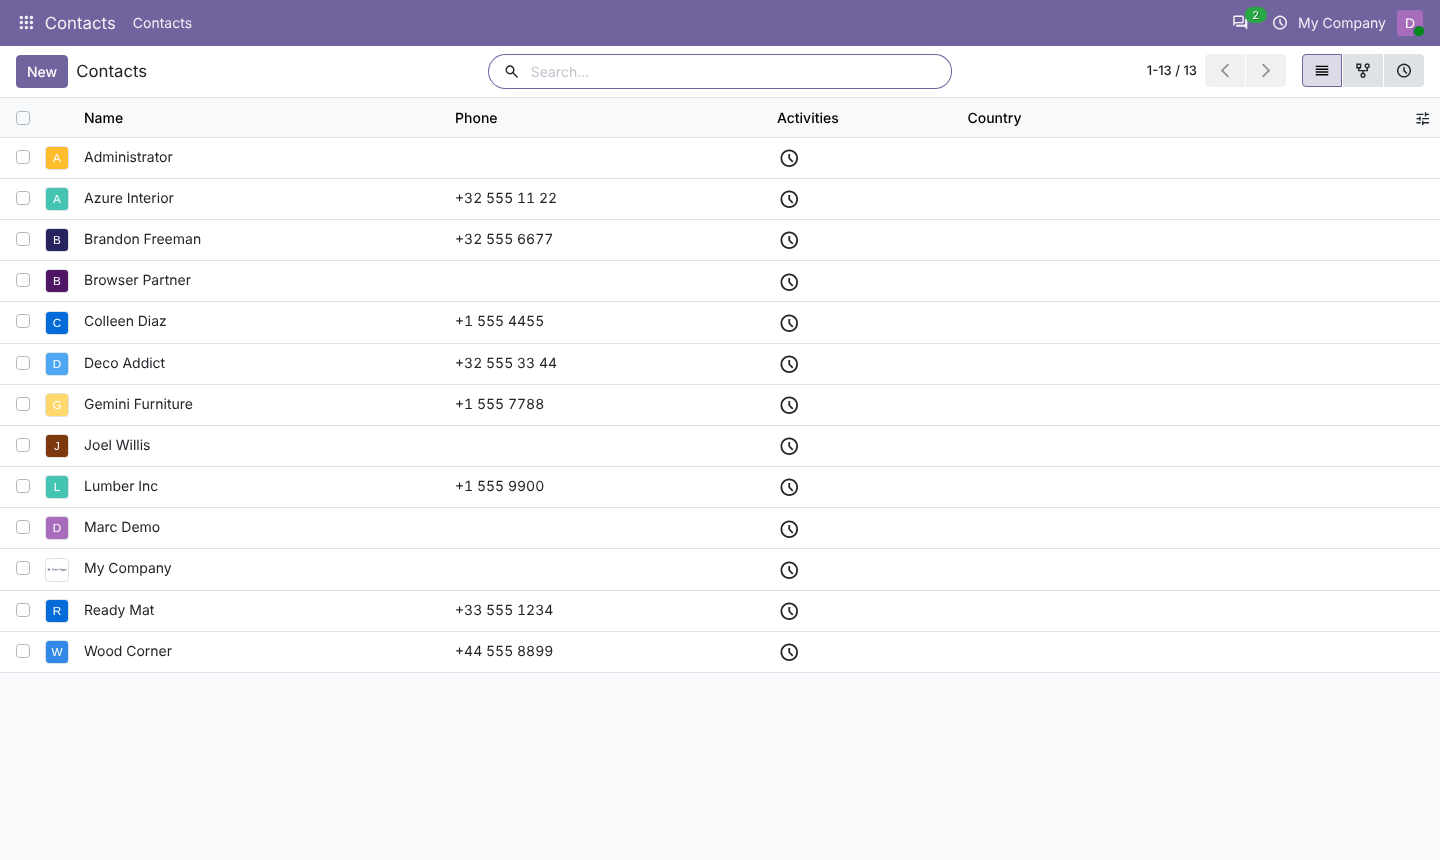 Contacts Contacts 2 My Company D
New Contacts Search... 1-13 / 13
Name Phone Activities Country
A Administrator
A Azure Interior +32 555 11 22
B Brandon Freeman +32 555 6677
B Browser Partner
C Colleen Diaz +1 555 4455
D Deco Addict +32 555 33 44
G Gemini Furniture +1 555 7788
J Joel Willis
L Lumber Inc +1 555 9900
D Marc Demo
My Company
R Ready Mat +33 555 1234
W Wood Corner +44 555 8899